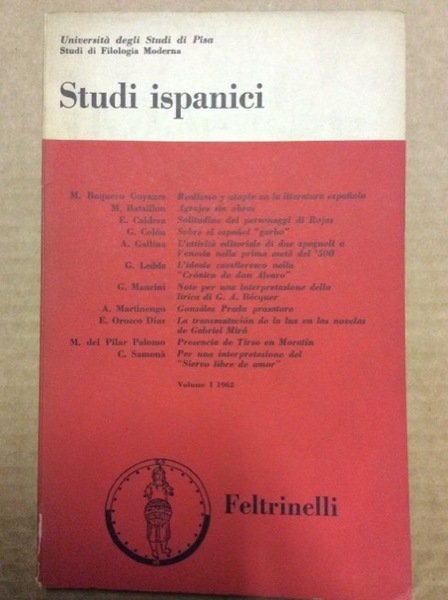 Università degli Studi di Pisa
Studi di Filologia Moderna
Studi ispanici
M. Baquero Goyanes Realismo y utopía en la literatura española
M. Bataillon Agrajes sin obras
E. Caldera Solitudine dei personaggi di Rojas
G. Colón Sobre el español "garbo"
A. Gallina L'attività editoriale di due spagnoli a
Venezia nella prima metà del '500
G. Ledda L'ideale cavalleresco nella
"Crónica de don Álvaro"
G. Mancini Note per una interpretazione della
lirica di G. A. Bécquer
A. Martinengo González Prada prosatore
E. Orozco Díaz La transmutación de la luz en las novelas
de Gabriel Miró
M. del Pilar Palomo Presencia de Tirso en Moratín
C. Samonà Per una interpretazione del
"Siervo libre de amor"
Volume I 1962
Feltrinelli